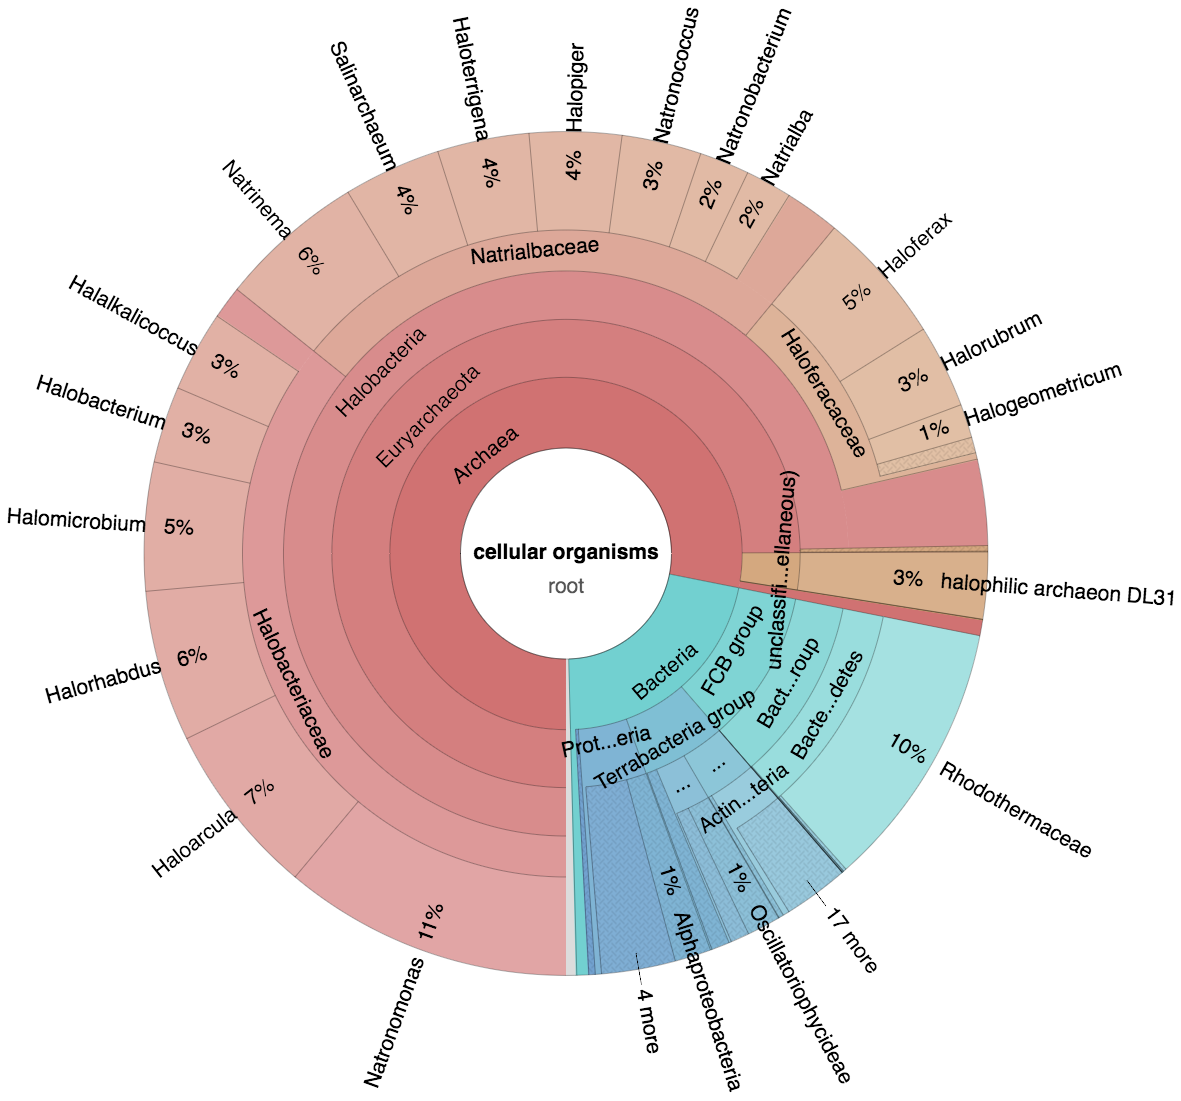 Natronococcus
Natronobacterium
Halopiger
Haloterrigena
Salinarchaeum
Natrialba
4%
4%
4%
3%
2%
2%
Natrinema
6%
Natrialbaceae
Haloferax
5%
Halalkalicoccus
3%
Halobacteria
Haloferacaceae
Halorubrum
3%
Halogeometricum
1%
Halobacterium
3%
Euryarchaeota
Archaea
Halomicrobium
5%
cellular organisms
root
unclassifi...ellaneous)
3%
halophilic archaeon DL31
Halorhabdus
6%
Halobacteriaceae
Bacteria
FCB group
Bact...roup
Bacte...detes
10%
Rhodothermaceae
Prot...eria
Terrabacteria group
...
...
Actin...teria
Haloarcula
7%
11%
Natronomonas
1%
Alphaproteobacteria
1%
Oscillatoriophycideae
17 more
4 more